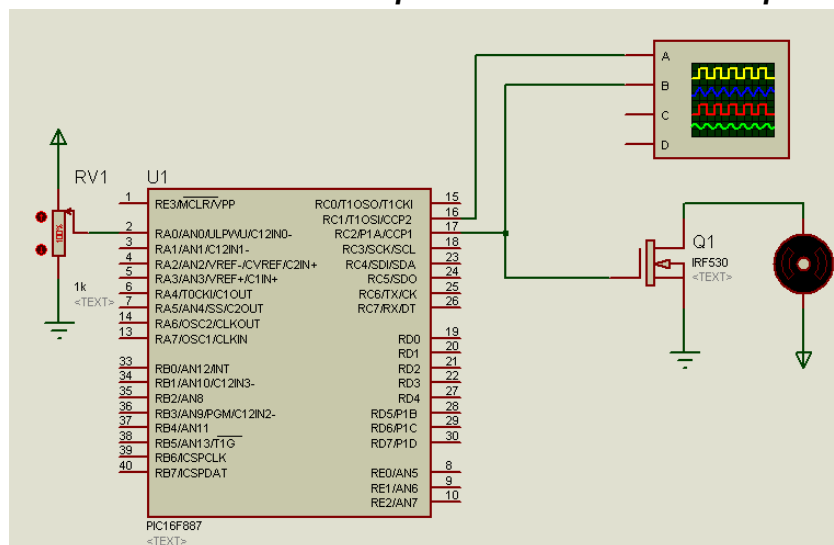 A
B
C
D
RV1
U1
1 RE3/MCLR/VPP
2 RA0/AN0/ULPWU/C12IN0-
3 RA1/AN1/C12IN1-
4 RA2/AN2/VREF-/CVREF/C2IN+
5 RA3/AN3/VREF+/C1IN+
6 RA4/T0CKI/C1OUT
7 RA5/AN4/SS/C2OUT
14 RA6/OSC2/CLKOUT
13 RA7/OSC1/CLKIN
33 RB0/AN12/INT
34 RB1/AN10/C12IN3-
35 RB2/AN8
36 RB3/AN9/PGM/C12IN2-
37 RB4/AN11
38 RB5/AN13/T1G
39 RB6/ICSPCLK
40 RB7/ICSPDAT
RC0/T1OSO/T1CKI 15
RC1/T1OSI/CCP2 16
RC2/P1A/CCP1 17
RC3/SCK/SCL 18
RC4/SDI/SDA 23
RC5/SDO 24
RC6/TX/CK 25
RC7/RX/DT 26
RD0 19
RD1 20
RD2 21
RD3 22
RD4 27
RD5/P1B 28
RD6/P1C 29
RD7/P1D 30
RE0/AN5 8
RE1/AN6 9
RE2/AN7 10
100%
1k
<TEXT>
Q1
IRF530
<TEXT>
PIC16F887
<TEXT>